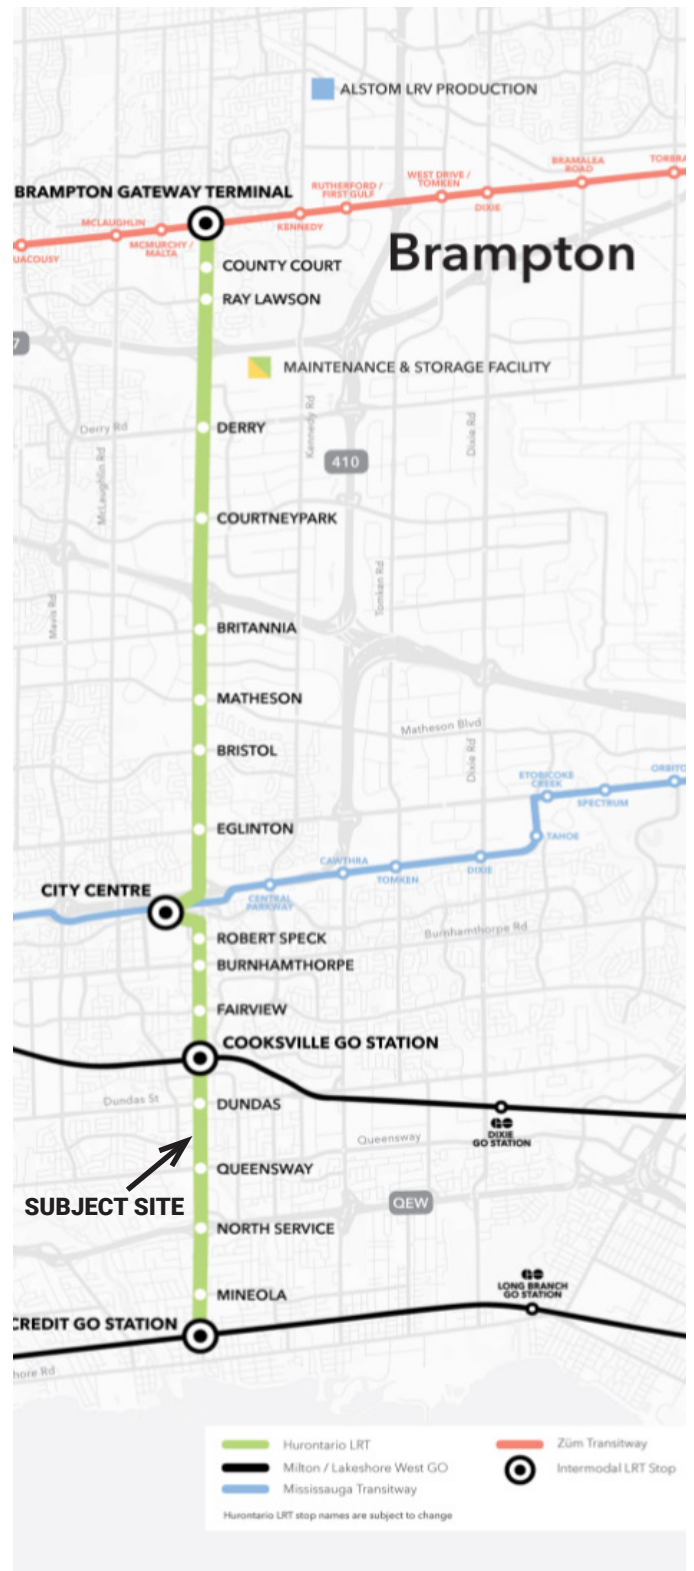 ALSTOM LRV PRODUCTION
BRAMALEA
ROAD
WEST DRIVE /
TOMKEN
RUTHERFORD /
FIRST GULF
BRAMPTON GATEWAY TERMINAL
DIXIE
KENNEDY
MCLAUGHLIN
MCMURCHY /
MALTA
Brampton
COUNTY COURT
RAY LAWSON
7
MAINTENANCE & STORAGE FACILITY
Kennedy Rd
Derry Rd
DERRY
Dixie Rd
McLaughlin Rd
410
COURTNEYPARK
Tomken Rd
Mavis Rd
BRITANNIA
MATHESON
Matheson Blvd
BRISTOL
Dixie Rd
ETOBICOKE
CREEK
SPECTRUM
EGLINTON
TAHOE
CAWTHRA
TOMKEN
DIXIE
CITY CENTRE
CENTRAL
PARKWAY
ROBERT SPECK
Burnhamthorpe Rd
BURNHAMTHORPE
FAIRVIEW
COOKSVILLE GO STATION
Dundas St
DUNDAS
GO
DIXIE
GO STATION
Queensway
QUEENSWAY
SUBJECT SITE
QEW
NORTH SERVICE
GO
LONG BRANCH
GO STATION
MINEOLA
CREDIT GO STATION
hore Rd
Hurontario LRT
Milton / Lakeshore West GO
Mississauga Transitway
Züm Transitway
Intermodal LRT Stop
Hurontario LRT stop names are subject to change